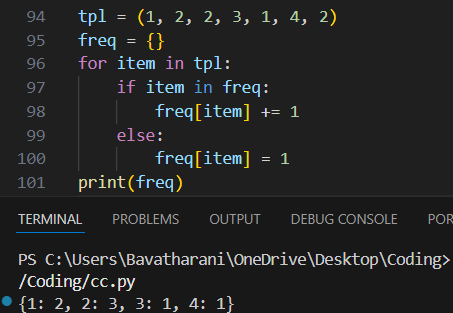 94 tpl = (1, 2, 2, 3, 1, 4, 2)
95 freq = {}
96 for item in tpl:
97     if item in freq:
98         freq[item] += 1
99     else:
100         freq[item] = 1
101 print(freq)
TERMINAL PROBLEMS OUTPUT DEBUG CONSOLE POR
PS C:\Users\Bavatharani\OneDrive\Desktop\Coding>
/Coding/cc.py
{1: 2, 2: 3, 3: 1, 4: 1}